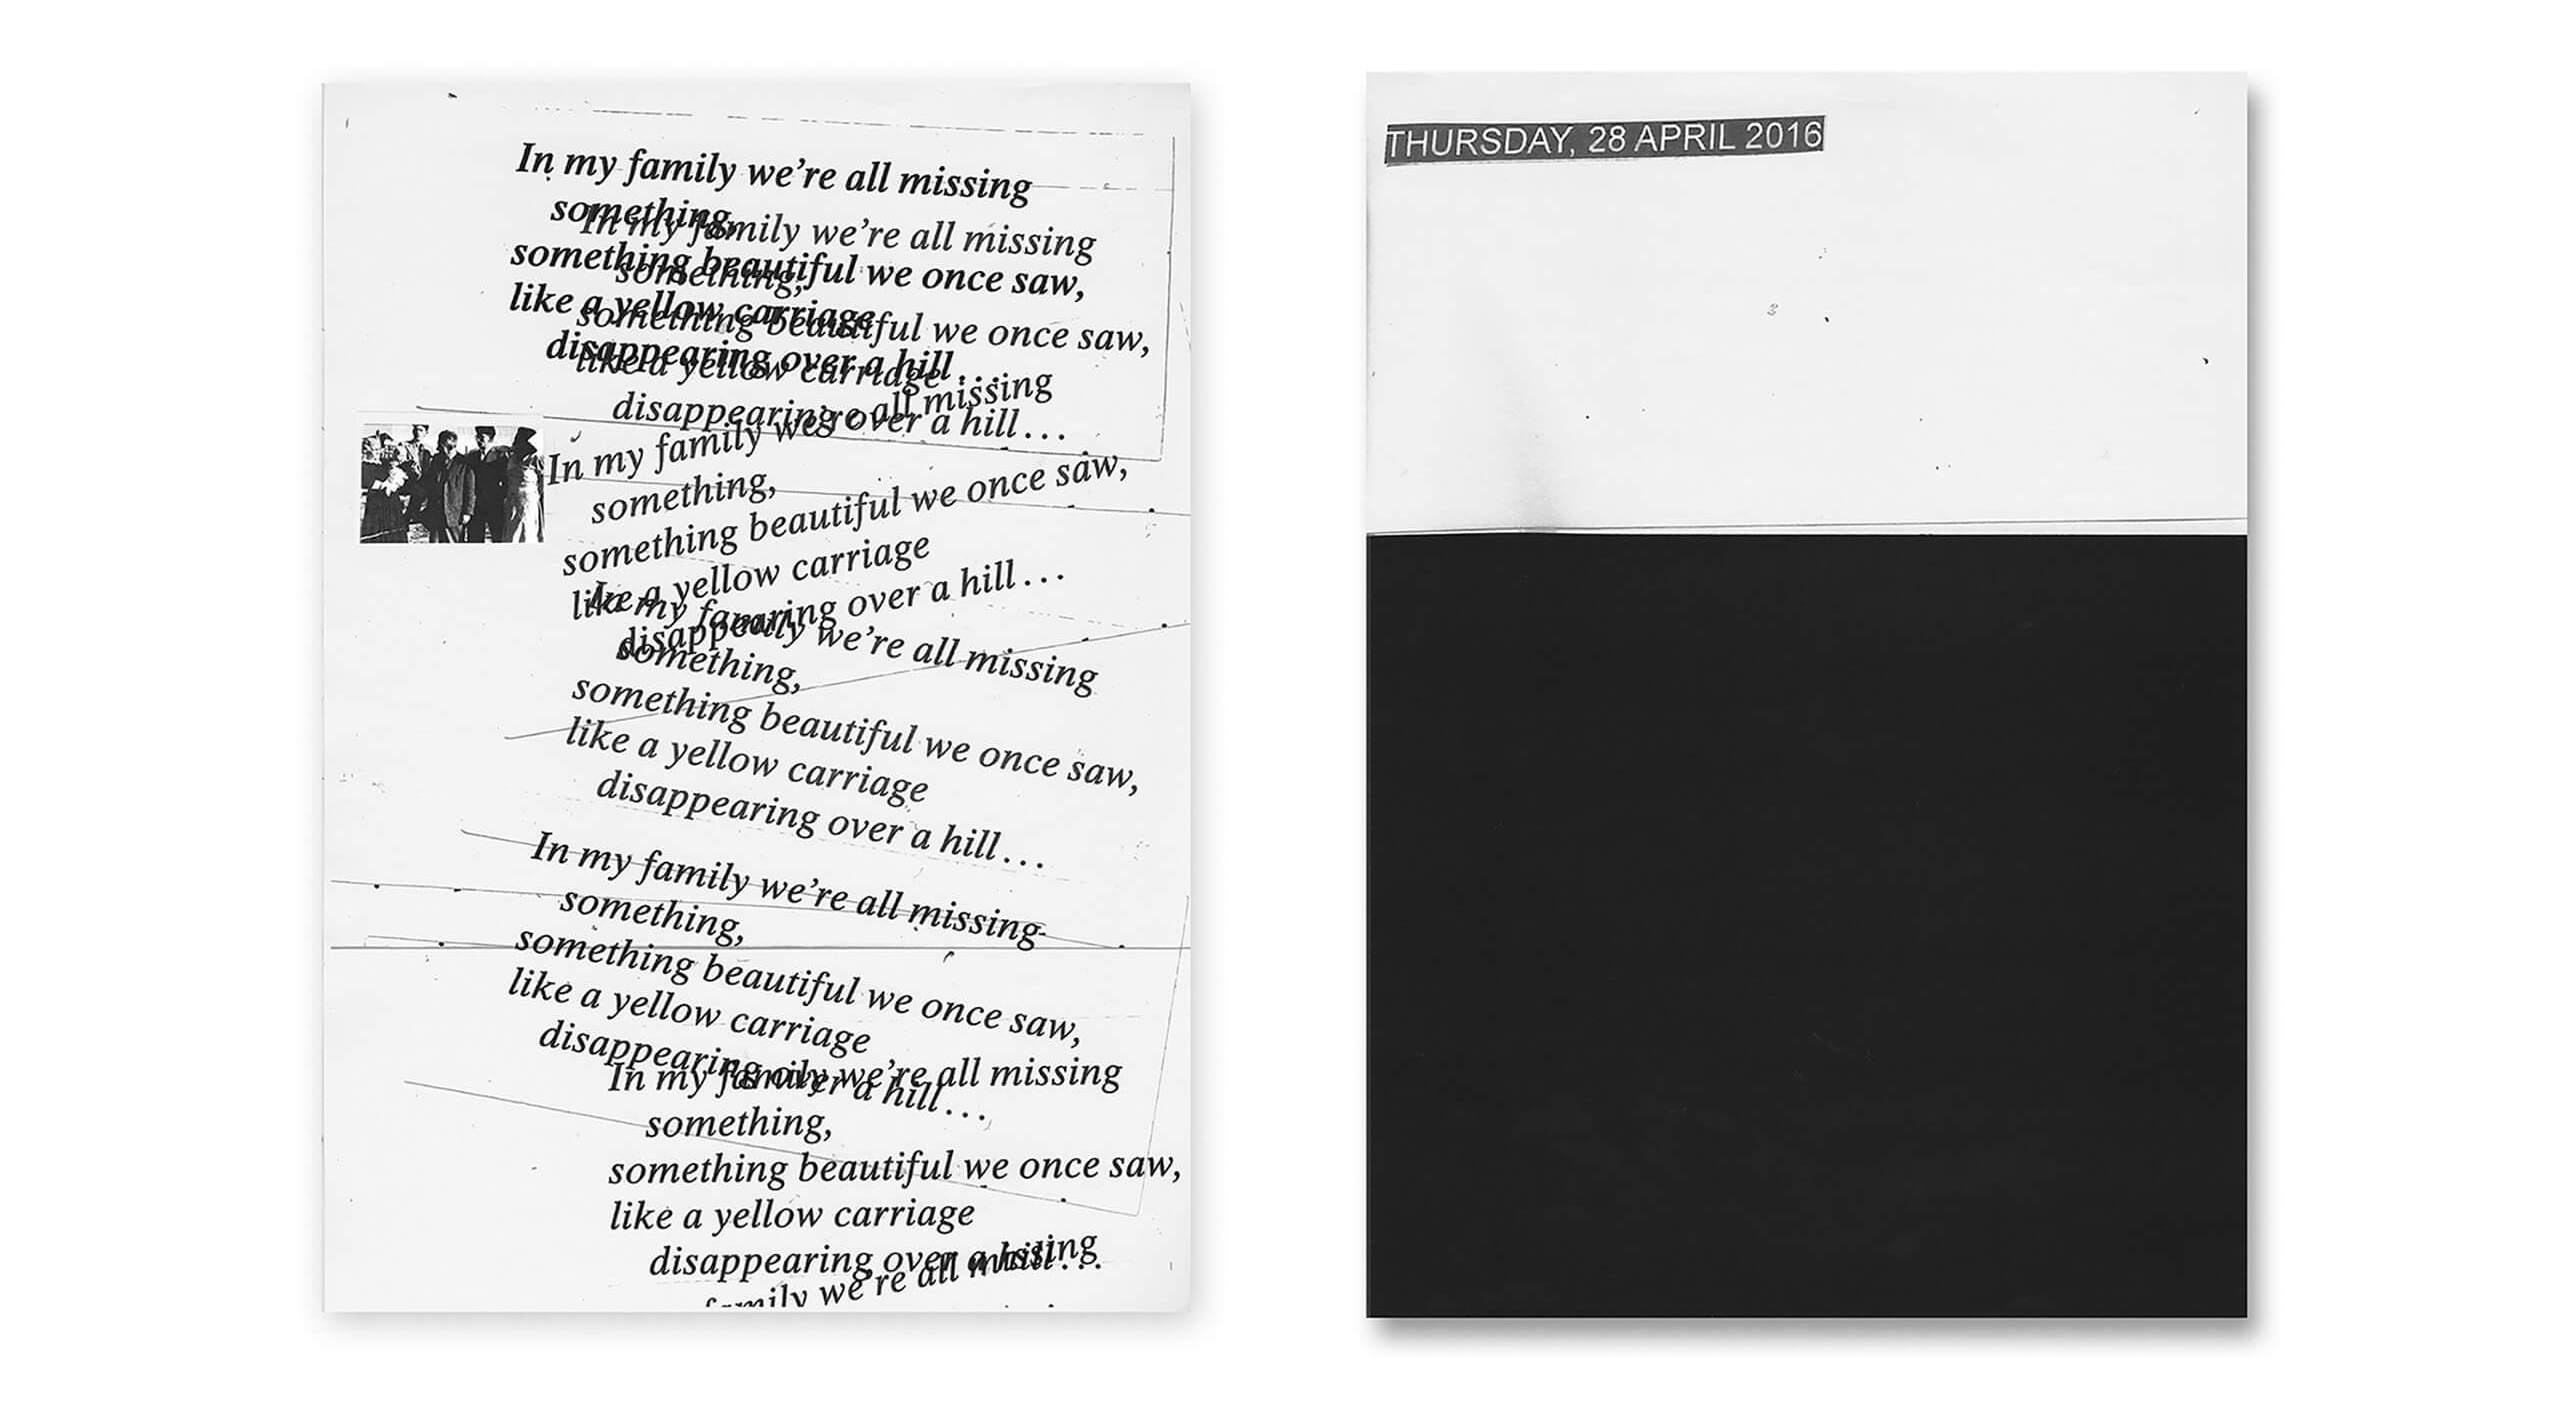 In my family we’re all missing
something,
something beautiful we once saw,
like a yellow carriage
disappearing over a hill . . .
In my family we’re all missing
something,
something beautiful we once saw,
like a yellow carriage
disappearing over a hill . . .
In my family we’re all missing
something,
something beautiful we once saw,
like a yellow carriage
disappearing over a hill . . .
In my family we’re all missing
something,
something beautiful we once saw,
like a yellow carriage
disappearing over a hill . . .
In my family we’re all missing
something,
something beautiful we once saw,
like a yellow carriage
disappearing over a hill . . .
In my family we’re all missing
something,
something beautiful we once saw,
like a yellow carriage
disappearing over a hill . . .
family we’re all missing
THURSDAY, 28 APRIL 2016